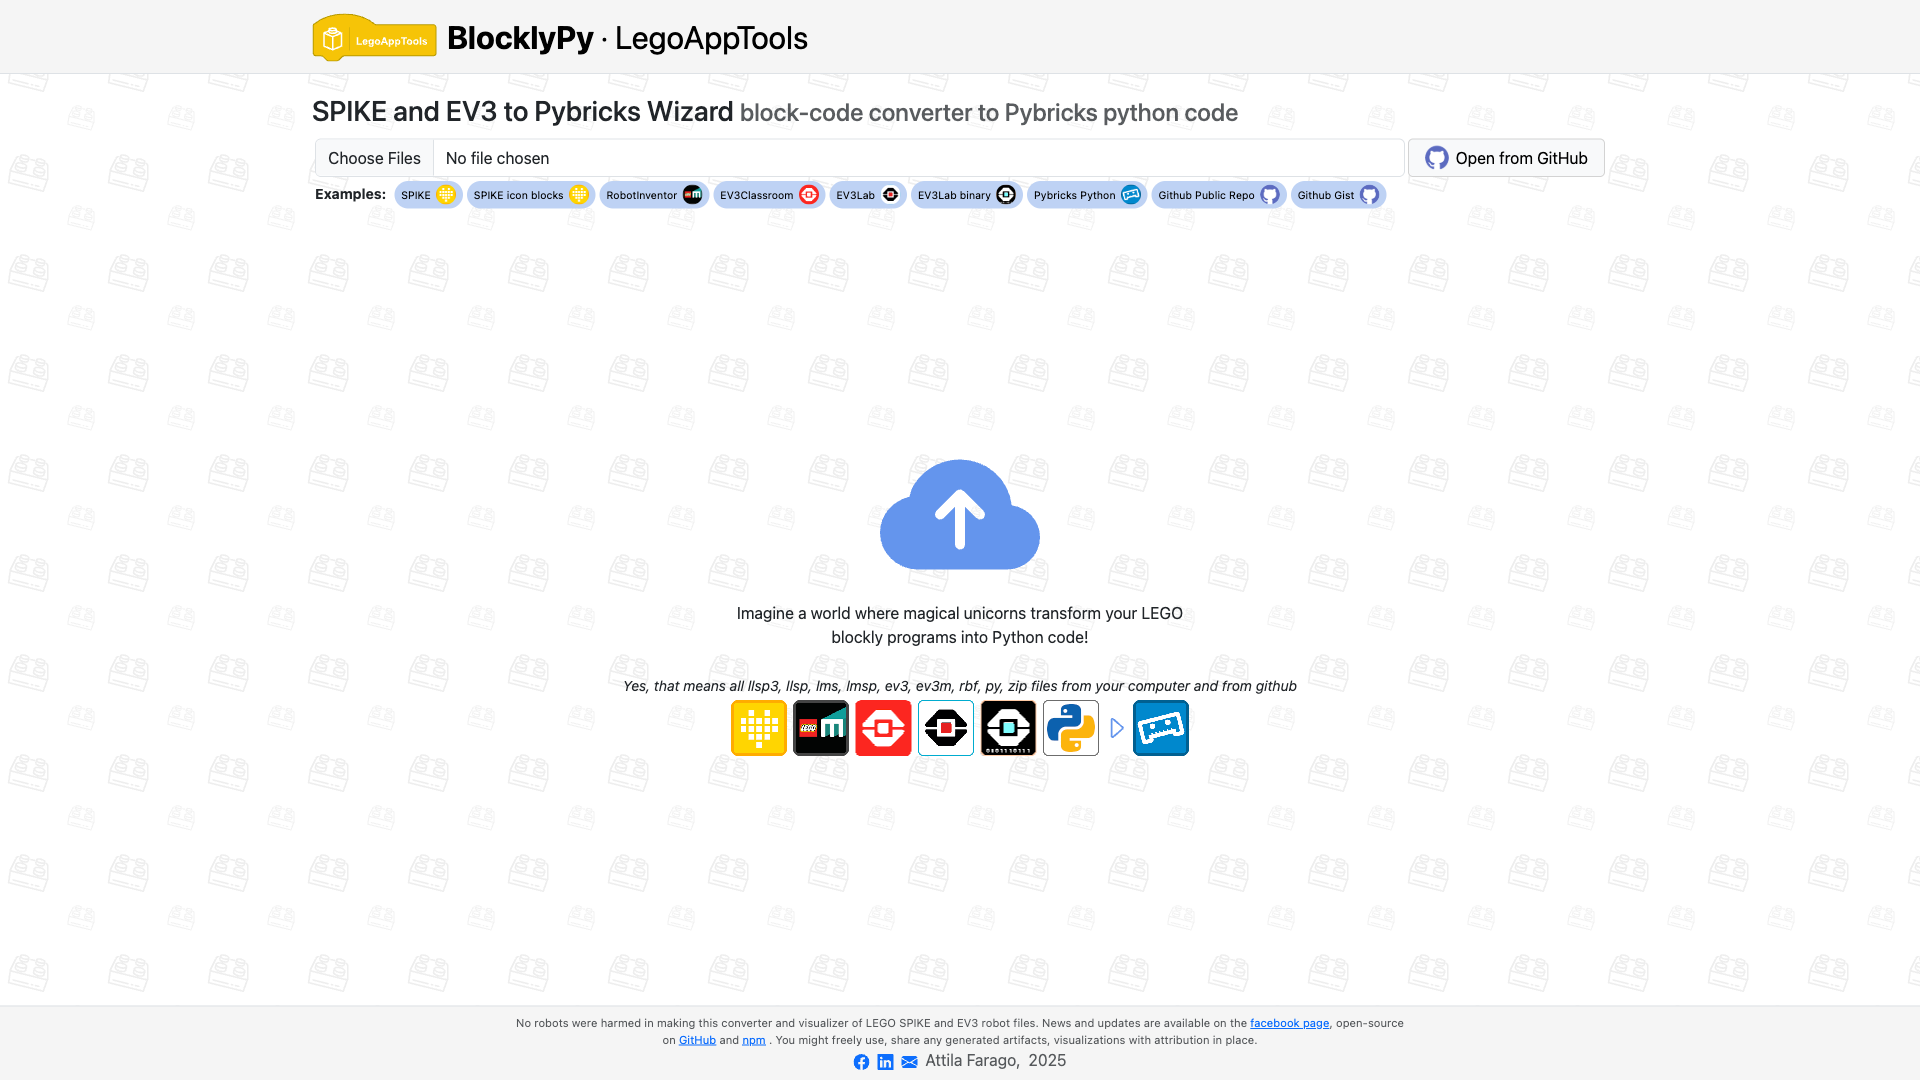 LegoAppTools
BlocklyPy · LegoAppTools
SPIKE and EV3 to Pybricks Wizard block-code converter to Pybricks python code
Choose Files No file chosen
Open from GitHub
Examples: SPIKE SPIKE icon blocks RobotInventor EV3Classroom EV3Lab EV3Lab binary Pybricks Python Github Public Repo Github Gist
Imagine a world where magical unicorns transform your LEGO
blockly programs into Python code!
Yes, that means all llsp3, llsp, lms, lmsp, ev3, ev3m, rbf, py, zip files from your computer and from github
LEGO
No robots were harmed in making this converter and visualizer of LEGO SPIKE and EV3 robot files. News and updates are available on the facebook page, open-source
on GitHub and npm . You might freely use, share any generated artifacts, visualizations with attribution in place.
Attila Farago, 2025